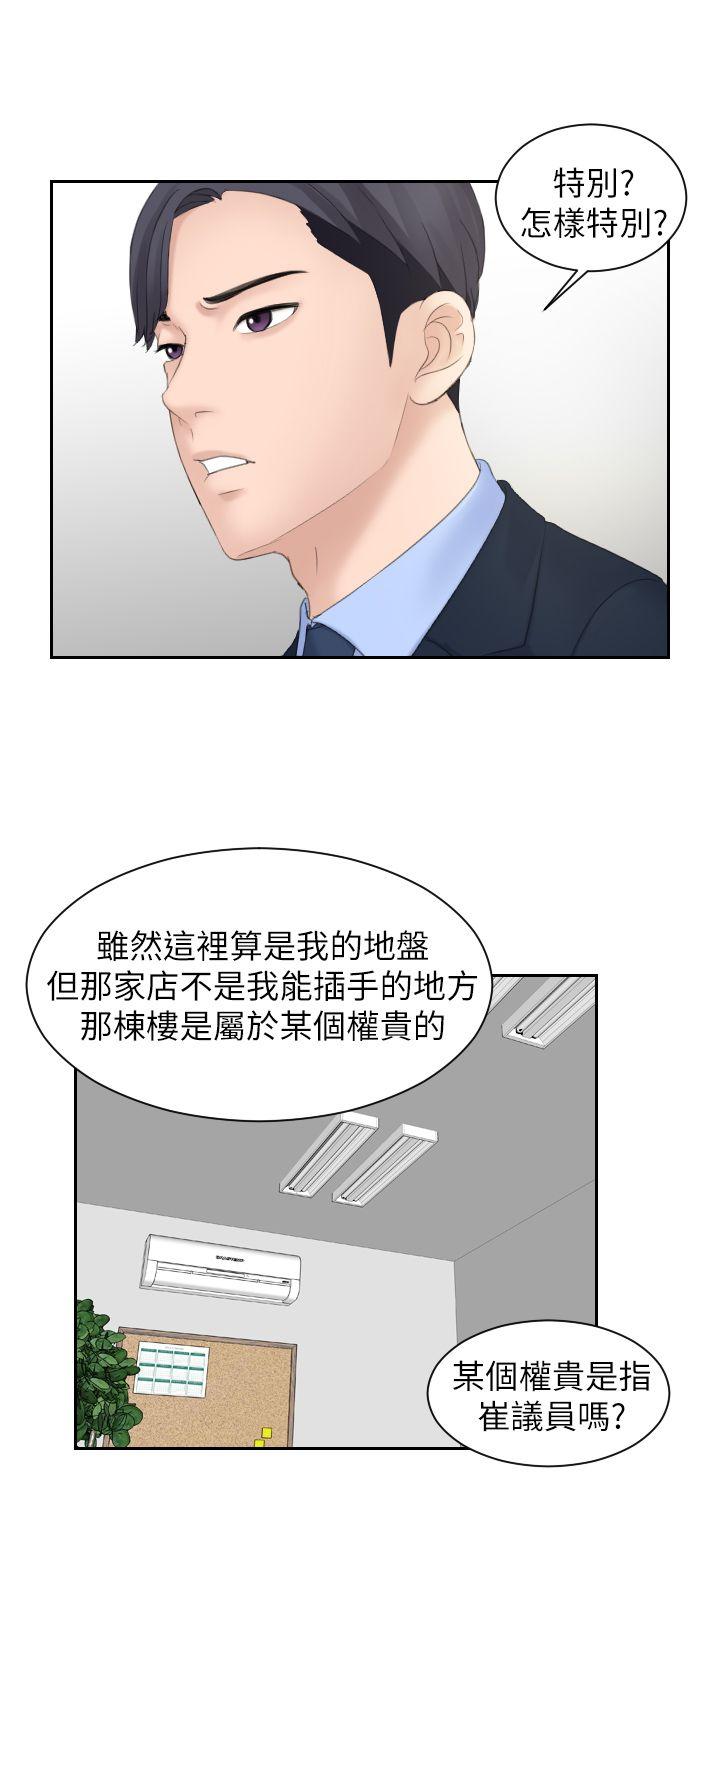 特別?
怎樣特別?
雖然這裡算是我的地盤
但那家店不是我能插手的地方
那棟樓是屬於某個權貴的
某個權貴是指
崔議員嗎?